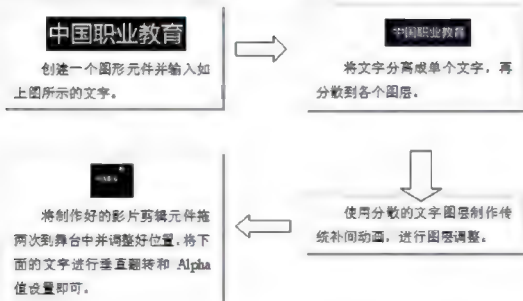 中国职业教育
创建一个图形元件并输入如
上图所示的文字。
中国职业教育
将文字分离成单个文字，再
分散到各个图层。
使用分散的文字图层制作传
统补间动画，进行图层调整。
将制作好的影片剪辑元件拖
两次到舞台中并调整好位置，将下
面的文字进行垂直翻转和 Alpha
值设置即可。